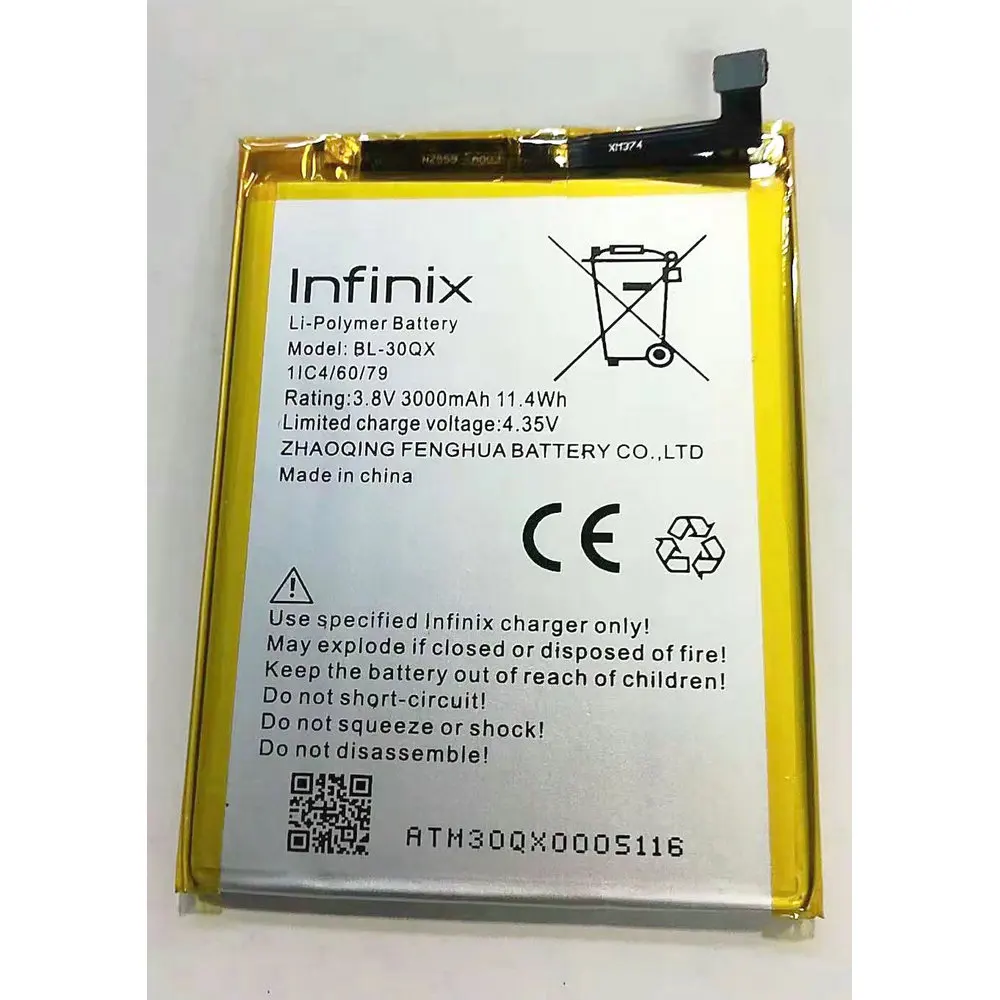 XM374
Infinix
Li-Polymer Battery
Model: BL-30QX
1IC4/60/79
Rating:3.8V 3000mAh 11.4Wh
Limited charge voltage:4.35V
ZHAOQING FENGHUA BATTERY CO.,LTD
Made in china
CE
Use specified Infinix charger only!
May explode if closed or disposed of fire!
Keep the battery out of reach of children!
Do not short-circuit!
Do not squeeze or shock!
Do not disassemble!
ATM30QX0005116